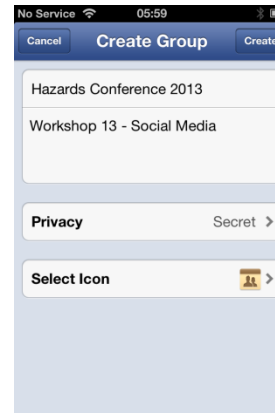 No Service 05:59
Cancel Create Group Create
Hazards Conference 2013
Workshop 13 - Social Media
Privacy Secret
Select Icon